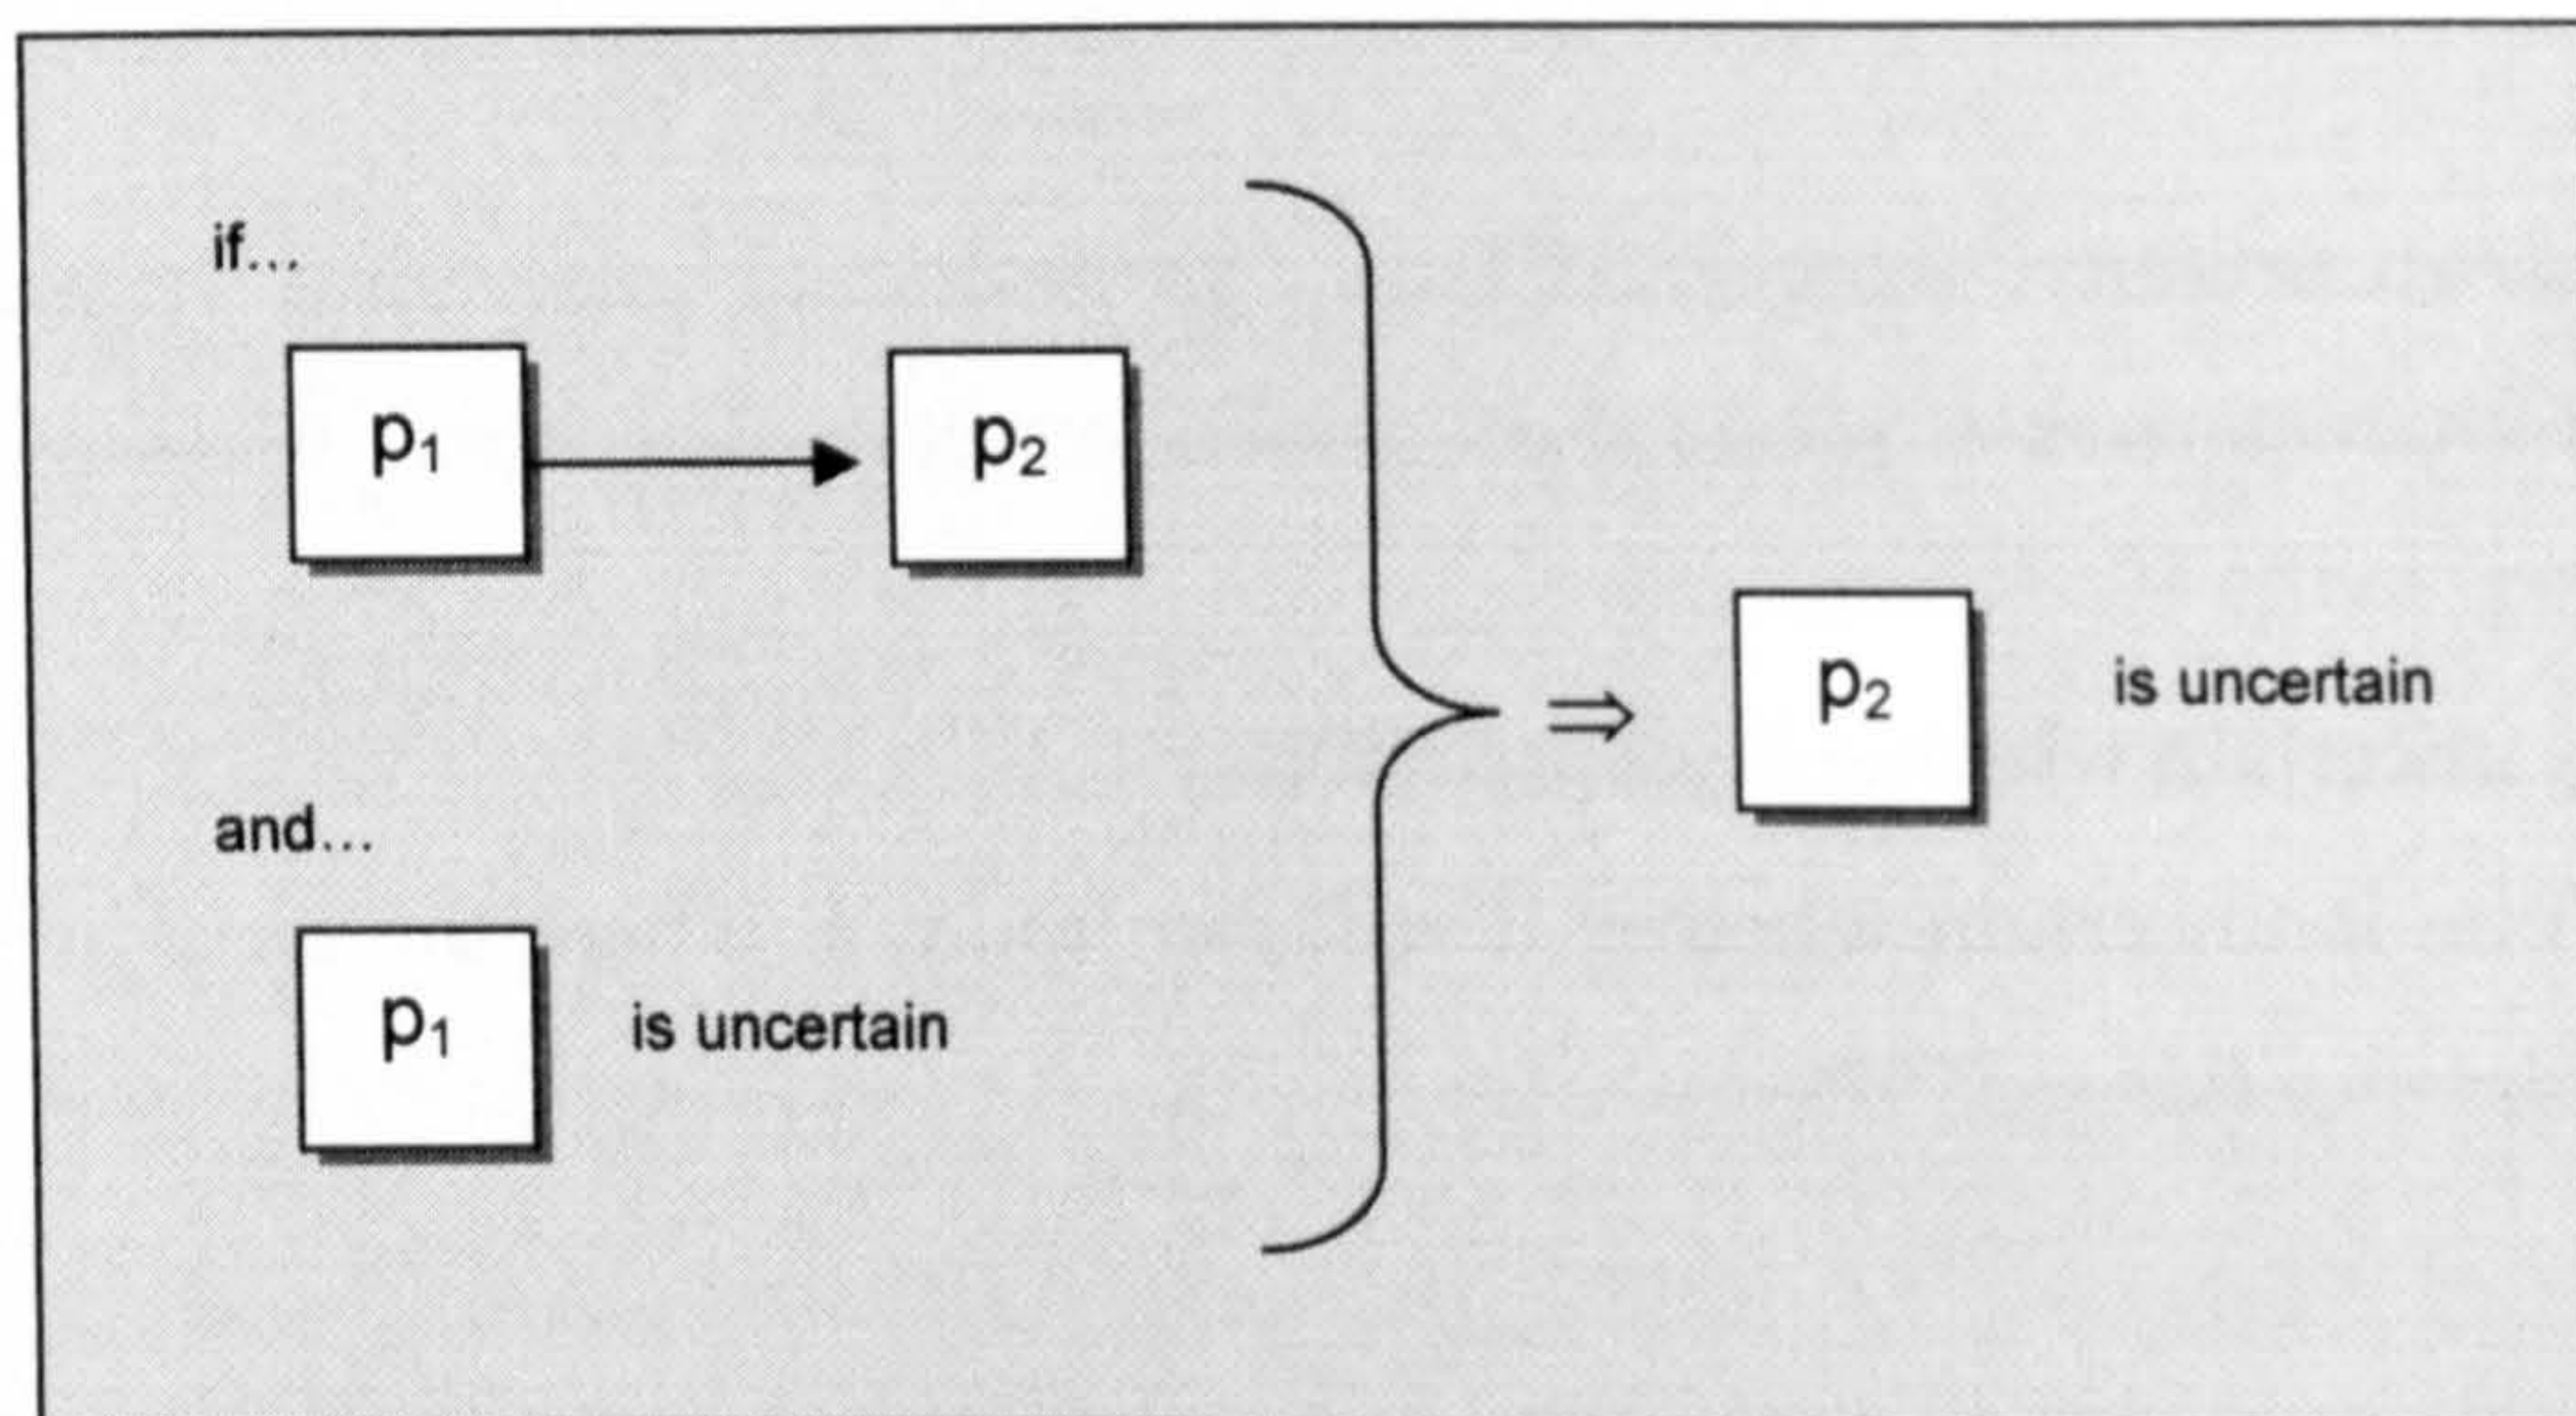 if...
p₁
p₂
and...
p₁ is uncertain
⇒
p₂ is uncertain